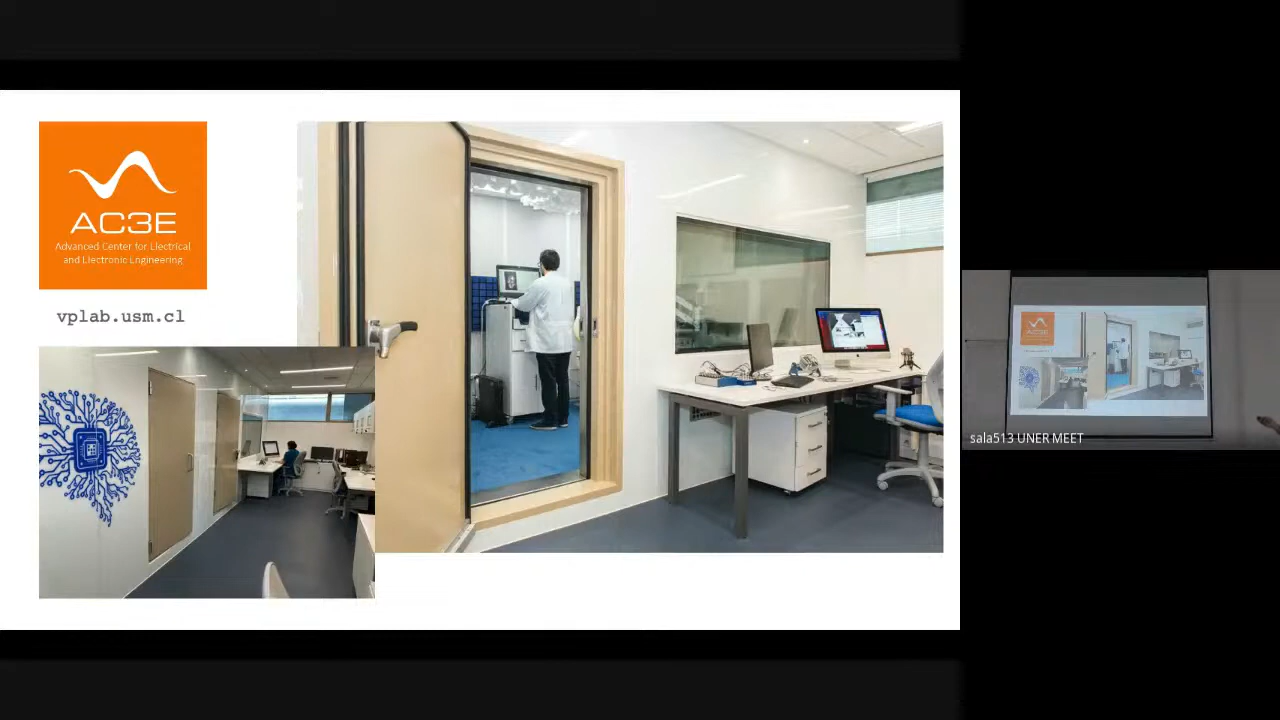 AC3E
Advanced Center for Electrical
and Electronic Engineering
vplab.usm.cl
sala513 UNER MEET